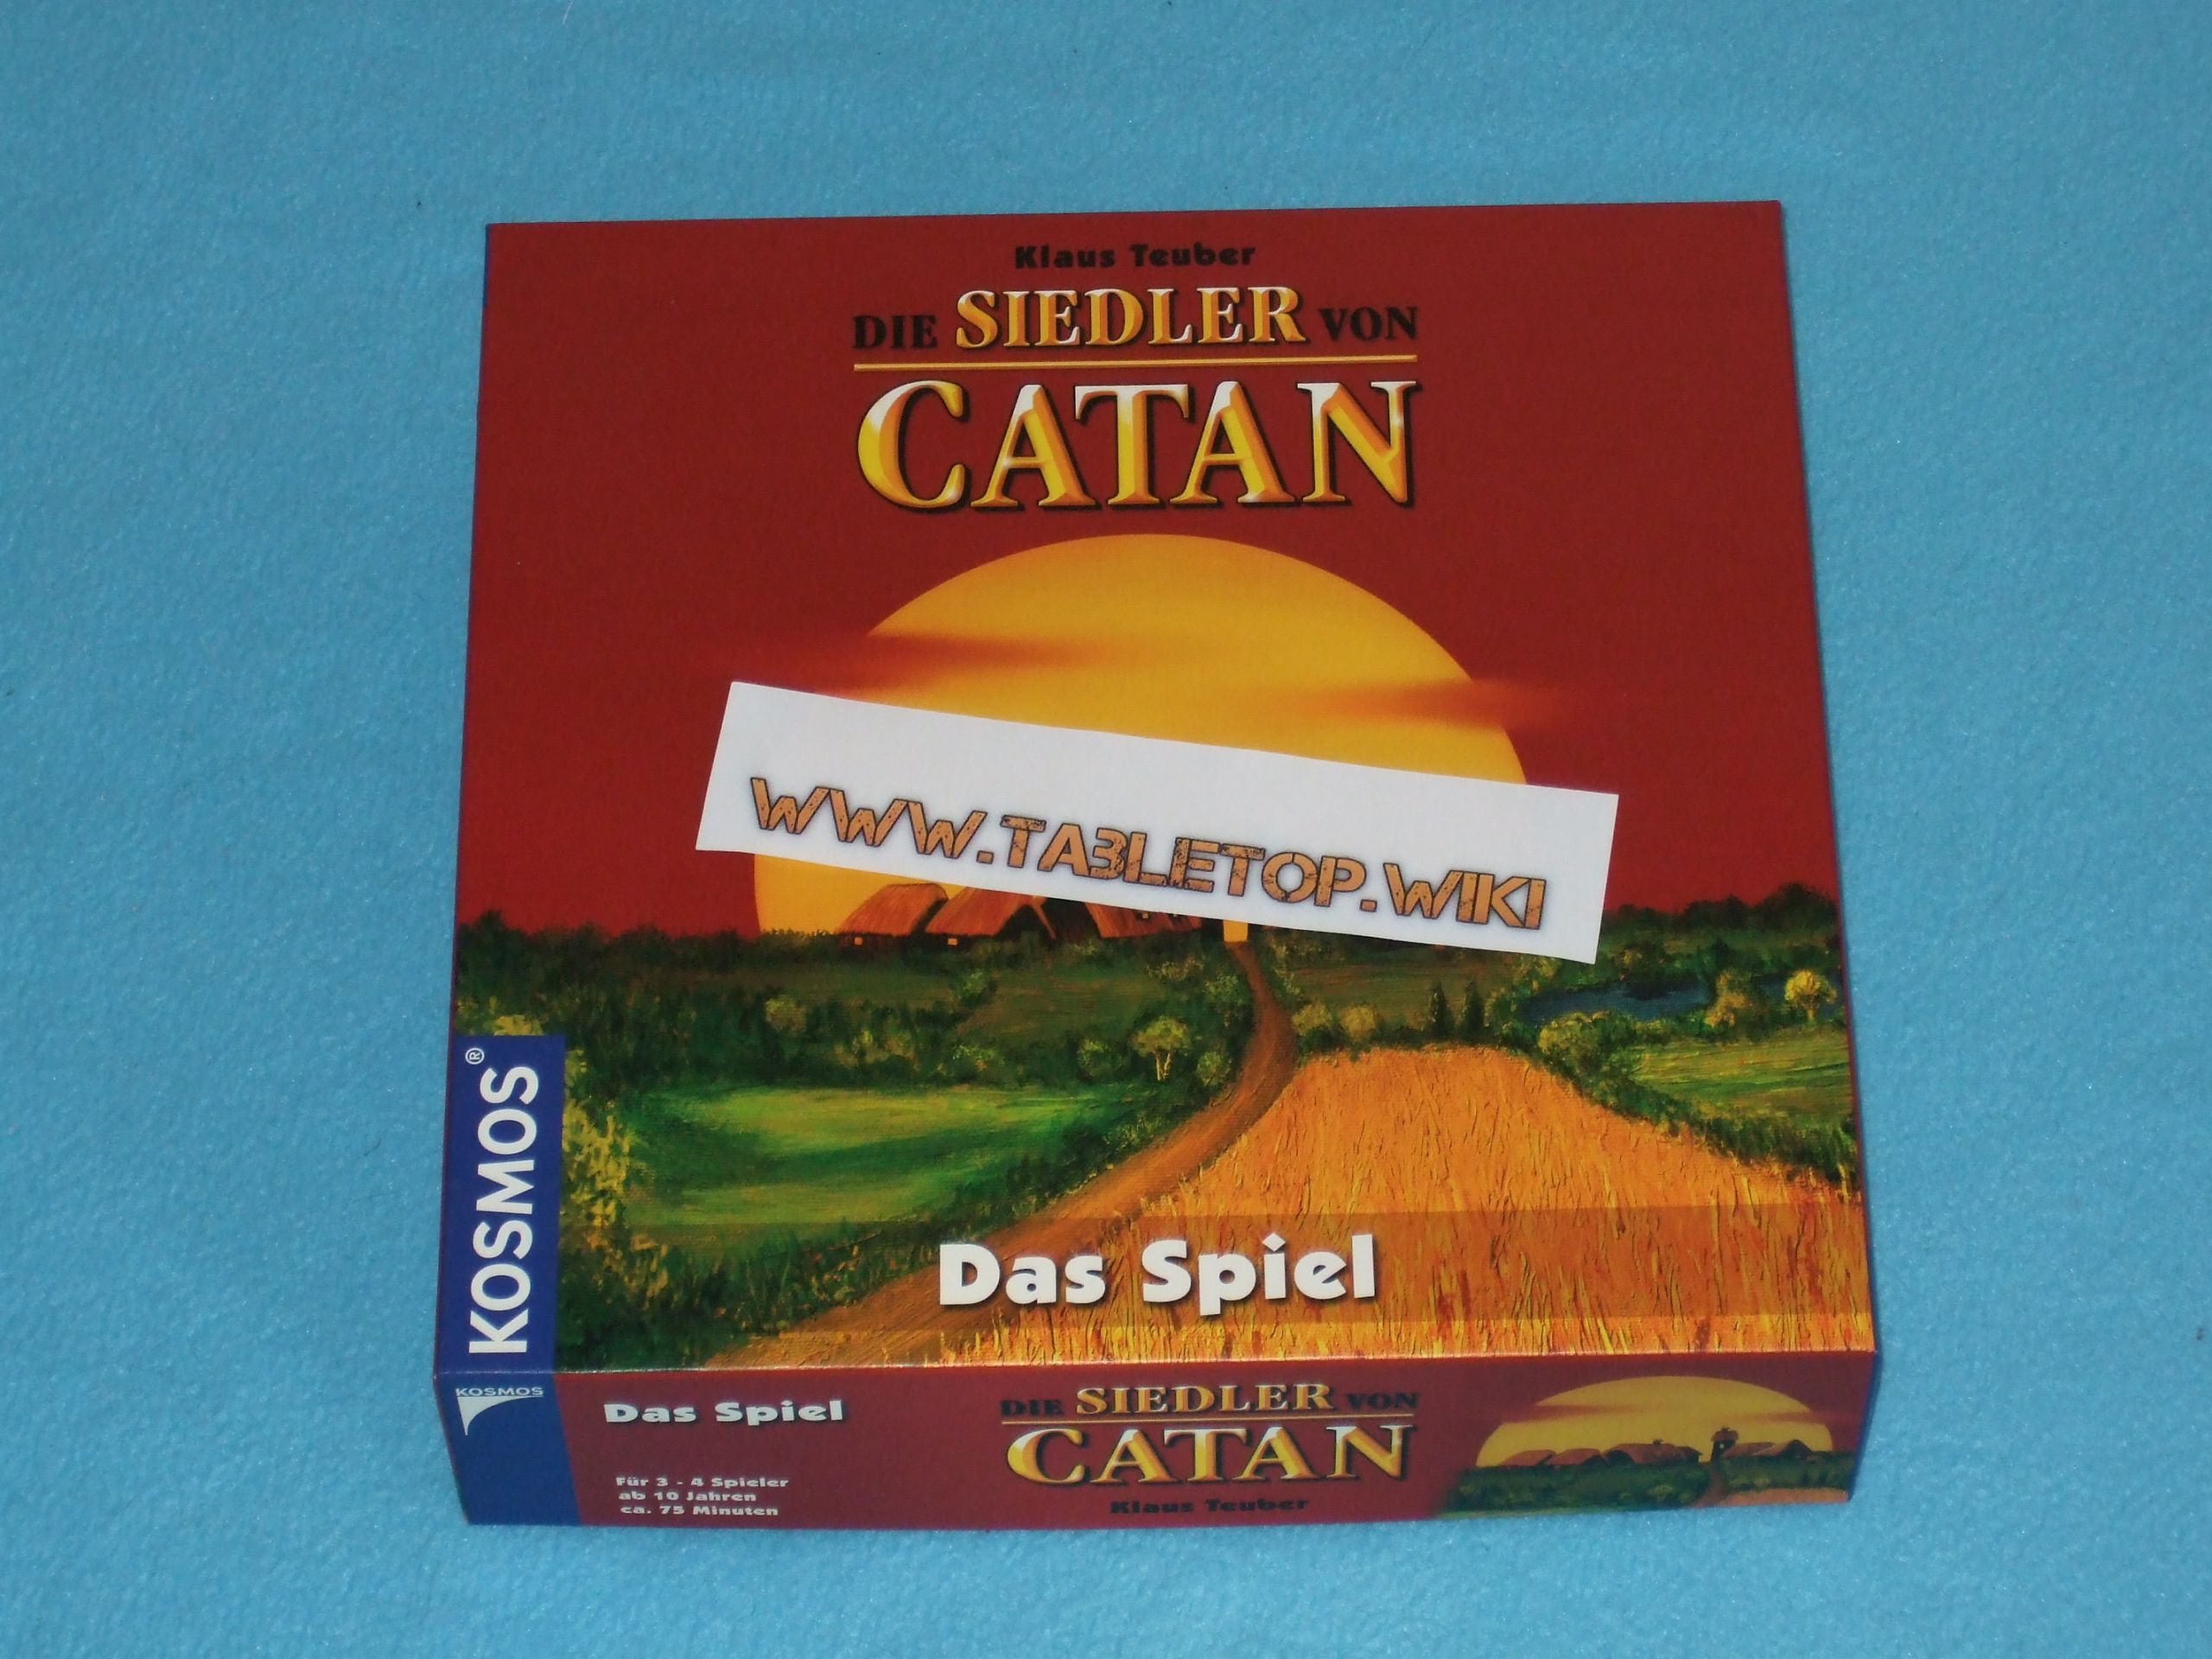 Klaus Teuber
DIE SIEDLER VON
CATAN
WWW.TABLETOP.WIKI
KOSMOS®
Das Spiel
KOSMOS
Das Spiel
Für 3 - 4 Spieler
ab 10 Jahren
ca. 75 Minuten
DIE SIEDLER VON
CATAN
Klaus Teuber